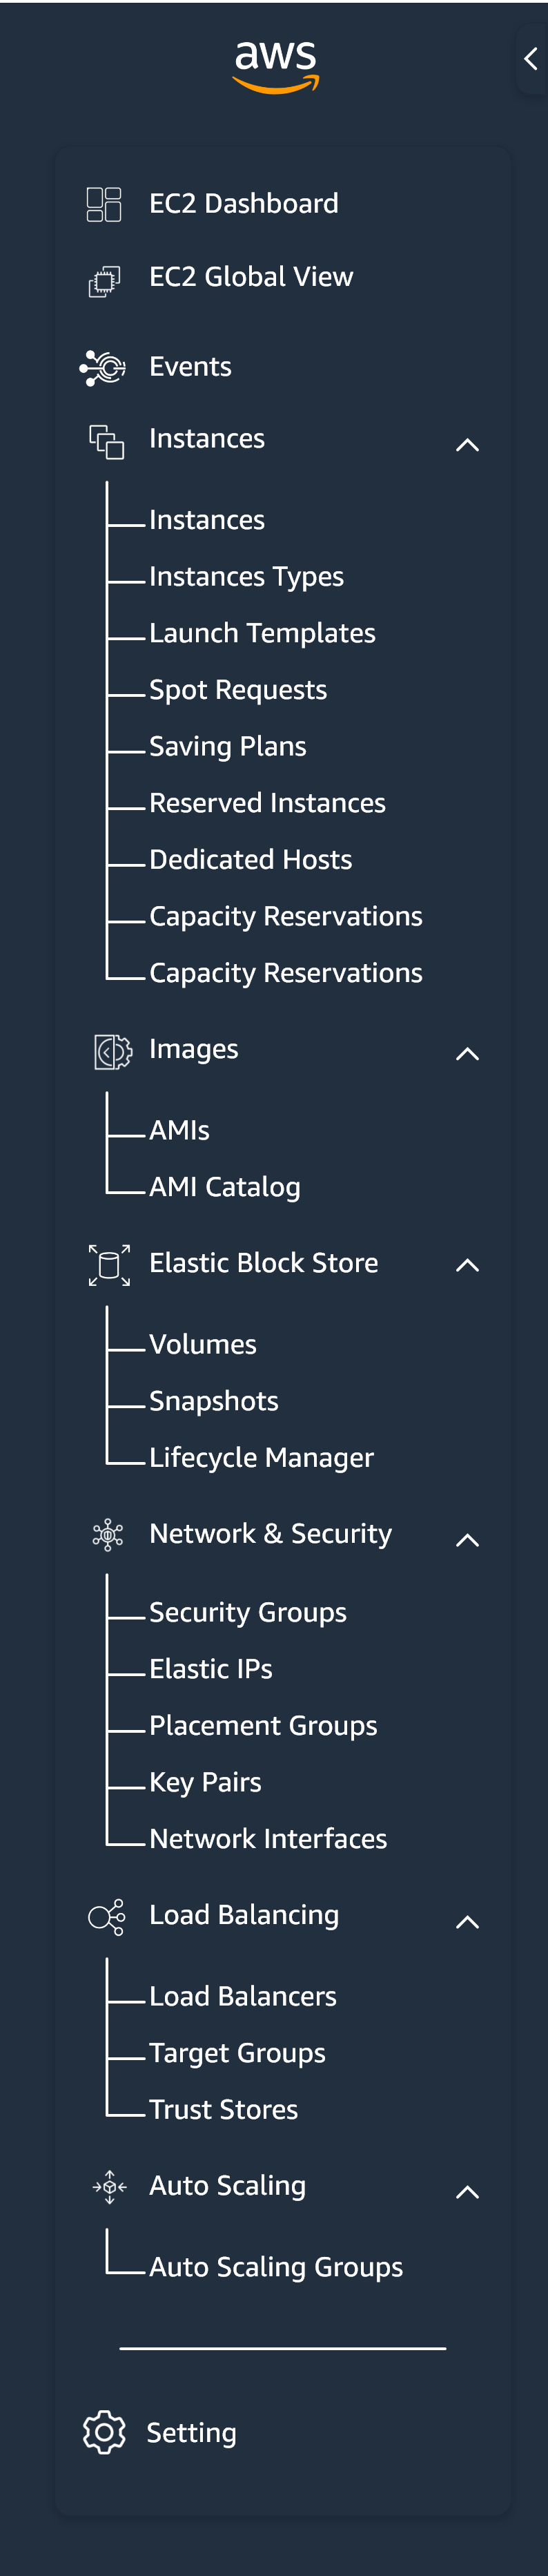 aws
EC2 Dashboard
EC2 Global View
Events
Instances
Instances
Instances Types
Launch Templates
Spot Requests
Saving Plans
Reserved Instances
Dedicated Hosts
Capacity Reservations
Capacity Reservations
Images
AMIs
AMI Catalog
Elastic Block Store
Volumes
Snapshots
Lifecycle Manager
Network & Security
Security Groups
Elastic IPs
Placement Groups
Key Pairs
Network Interfaces
Load Balancing
Load Balancers
Target Groups
Trust Stores
Auto Scaling
Auto Scaling Groups
Setting